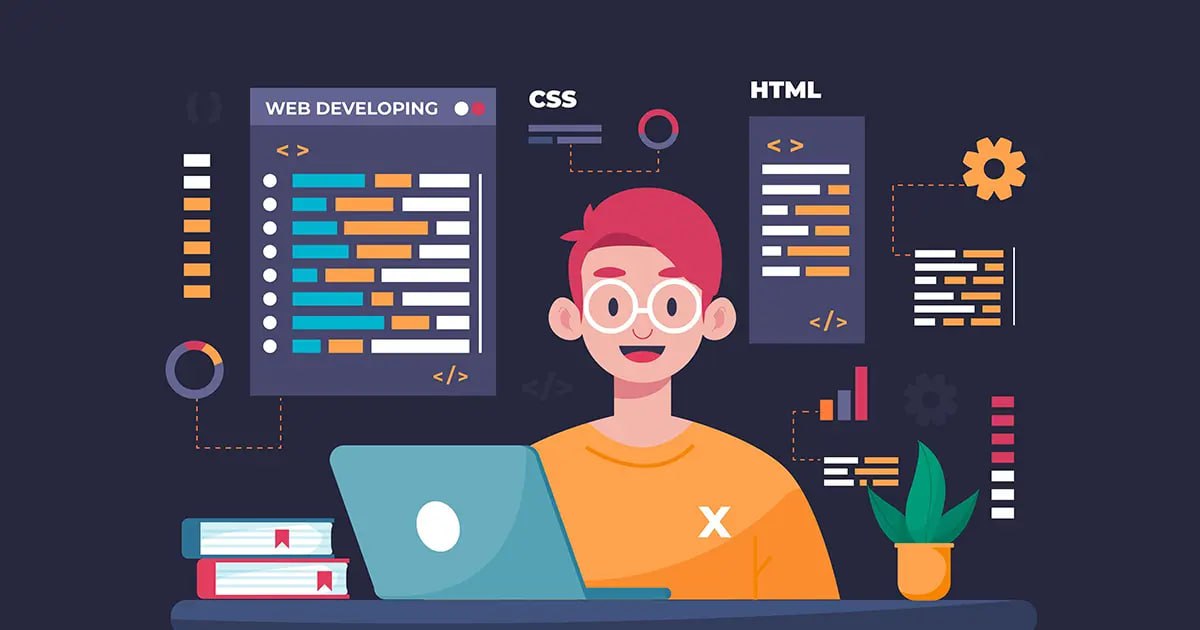 WEB DEVELOPING
< >
</>
CSS
HTML
< >
</>
{ }
</>
X